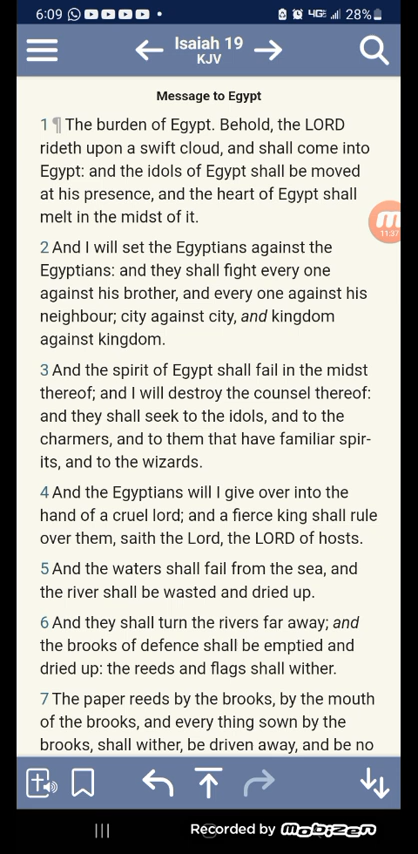 6:09 4GE 28%
Isaiah 19
KJV
Message to Egypt
1 ¶ The burden of Egypt. Behold, the LORD
rideth upon a swift cloud, and shall come into
Egypt: and the idols of Egypt shall be moved
at his presence, and the heart of Egypt shall
melt in the midst of it.
2 And I will set the Egyptians against the
Egyptians: and they shall fight every one
against his brother, and every one against his
neighbour; city against city, and kingdom
against kingdom.
3 And the spirit of Egypt shall fail in the midst
thereof; and I will destroy the counsel thereof:
and they shall seek to the idols, and to the
charmers, and to them that have familiar spir-
its, and to the wizards.
4 And the Egyptians will I give over into the
hand of a cruel lord; and a fierce king shall rule
over them, saith the Lord, the LORD of hosts.
5 And the waters shall fail from the sea, and
the river shall be wasted and dried up.
6 And they shall turn the rivers far away; and
the brooks of defence shall be emptied and
dried up: the reeds and flags shall wither.
7 The paper reeds by the brooks, by the mouth
of the brooks, and every thing sown by the
brooks, shall wither, be driven away, and be no
m
11:37
Recorded by mobizen